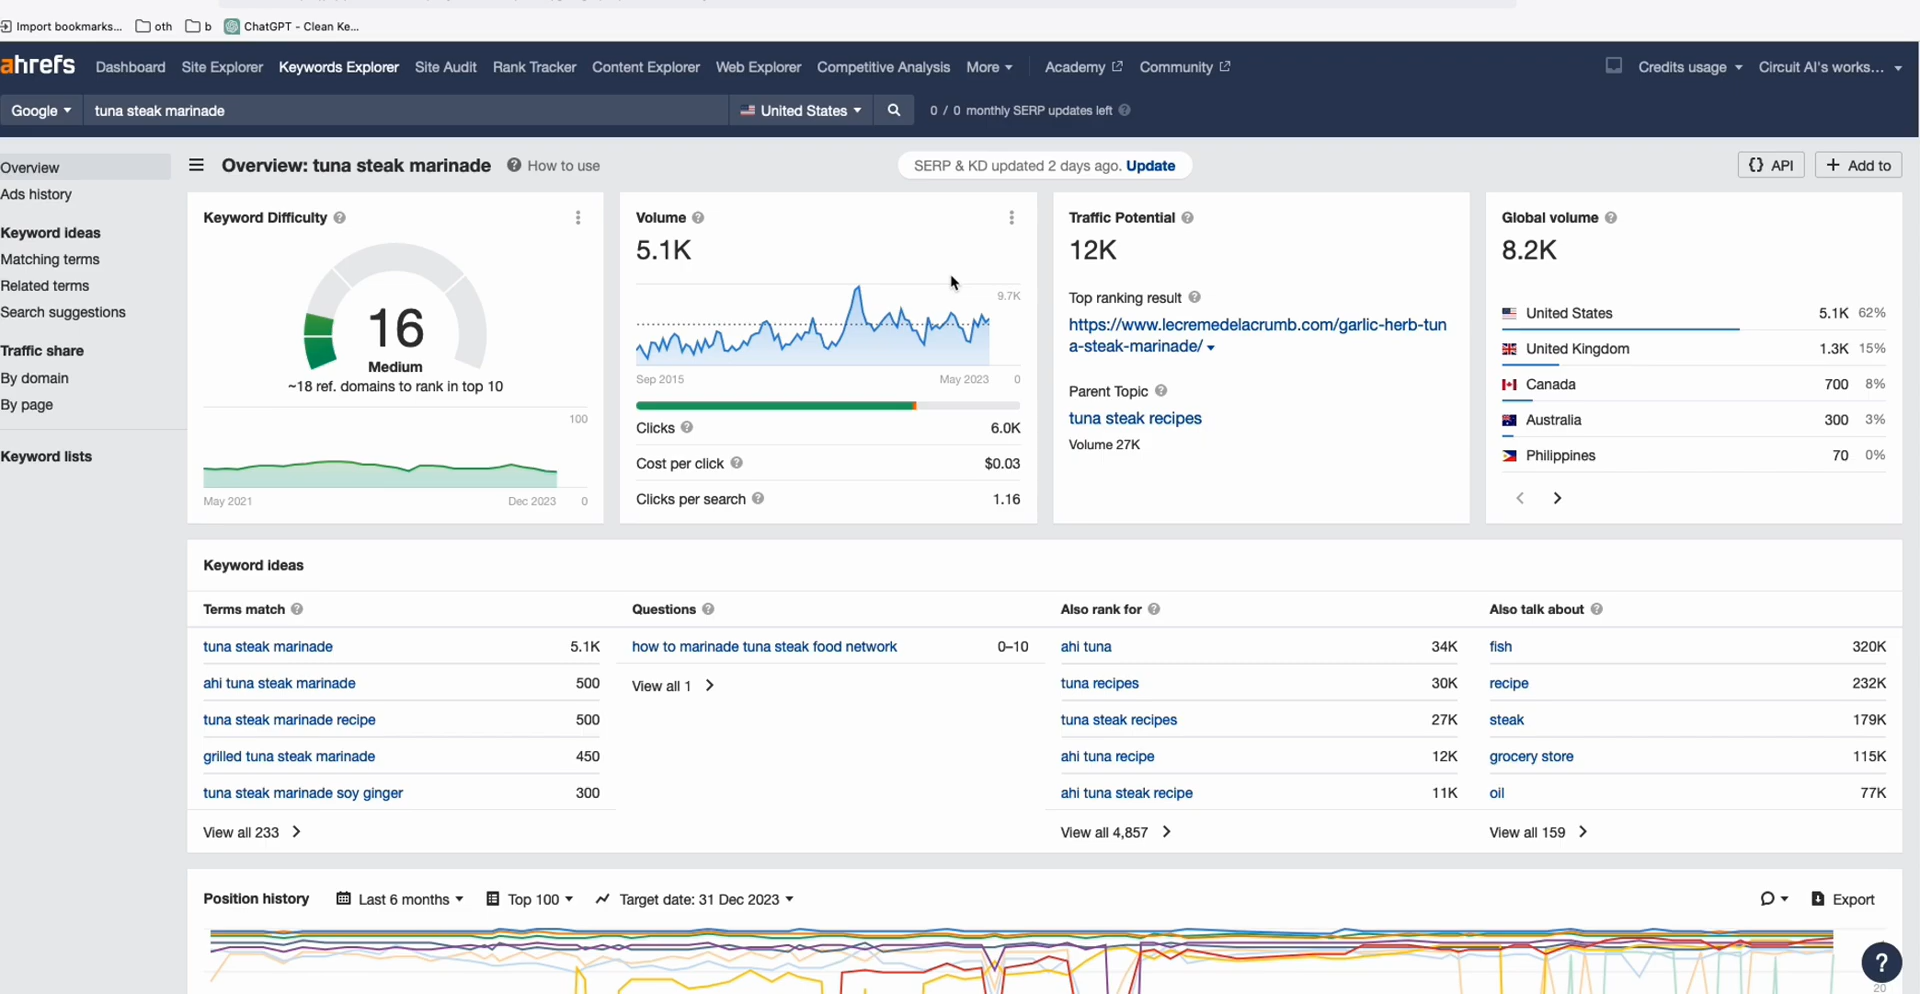 Import bookmarks... oth b ChatGPT - Clean Ke...
ahrefs Dashboard Site Explorer Keywords Explorer Site Audit Rank Tracker Content Explorer Web Explorer Competitive Analysis More Academy Community Credits usage Circuit AI's works...
Google tuna steak marinade United States 0 / 0 monthly SERP updates left
Overview
Ads history
Keyword ideas
Matching terms
Related terms
Search suggestions
Traffic share
By domain
By page
Keyword lists
Overview: tuna steak marinade How to use SERP & KD updated 2 days ago. Update {} API + Add to
Keyword Difficulty
16
Medium
~18 ref. domains to rank in top 10
100
May 2021 Dec 2023 0
Volume
5.1K
9.7K
Sep 2015 May 2023 0
Clicks 6.0K
Cost per click $0.03
Clicks per search 1.16
Traffic Potential
12K
Top ranking result
https://www.lecremedelacrumb.com/garlic-herb-tun
a-steak-marinade/
Parent Topic
tuna steak recipes
Volume 27K
Global volume
8.2K
United States 5.1K 62%
United Kingdom 1.3K 15%
Canada 700 8%
Australia 300 3%
Philippines 70 0%
Keyword ideas
Terms match
tuna steak marinade 5.1K
ahi tuna steak marinade 500
tuna steak marinade recipe 500
grilled tuna steak marinade 450
tuna steak marinade soy ginger 300
View all 233
Questions
how to marinade tuna steak food network 0–10
View all 1
Also rank for
ahi tuna 34K
tuna recipes 30K
tuna steak recipes 27K
ahi tuna recipe 12K
ahi tuna steak recipe 11K
View all 4,857
Also talk about
fish 320K
recipe 232K
steak 179K
grocery store 115K
oil 77K
View all 159
Position history Last 6 months Top 100 Target date: 31 Dec 2023 Export
?
20